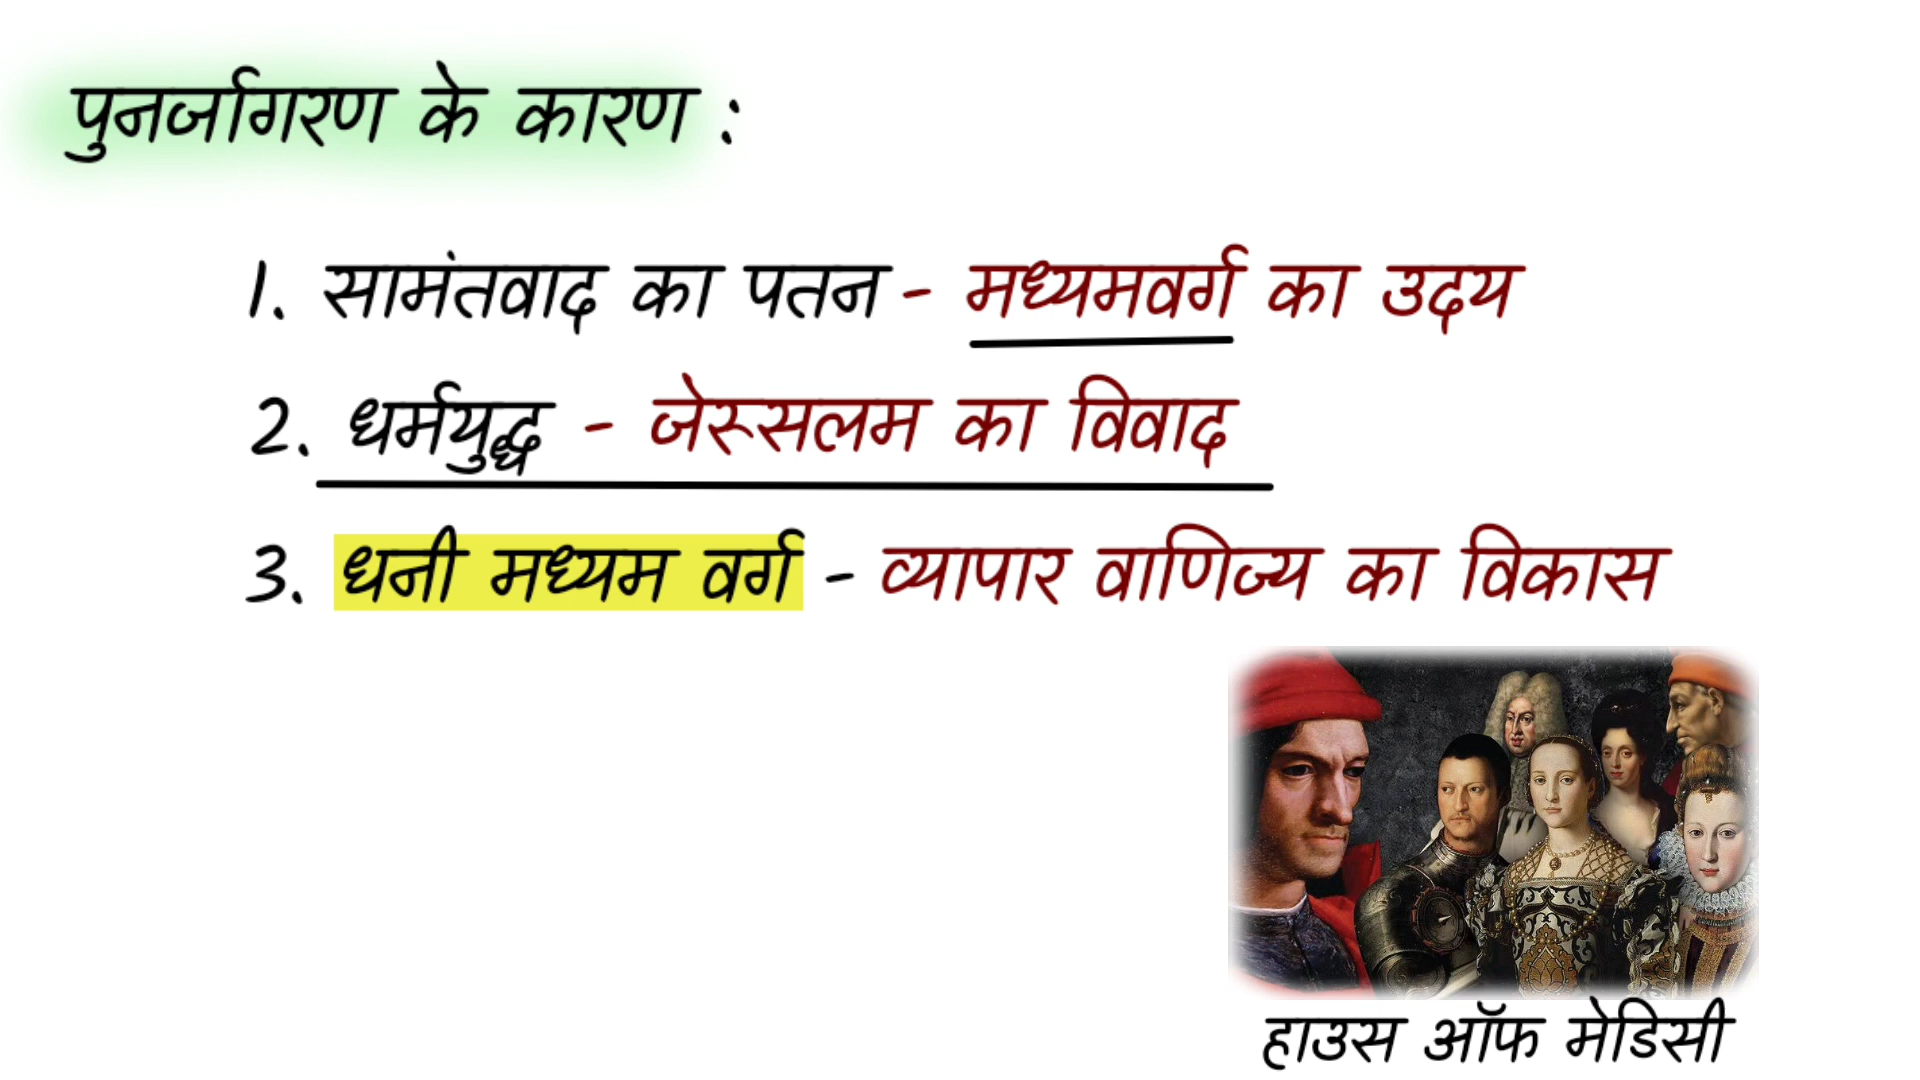 पुनर्जागरण के कारण :
1. सामंतवाद का पतन - मध्यमवर्ग का उदय
2. धर्मयुद्ध - जेरूसलम का विवाद
3. धनी मध्यम वर्ग - व्यापार वाणिज्य का विकास
हाउस ऑफ मेडिसी